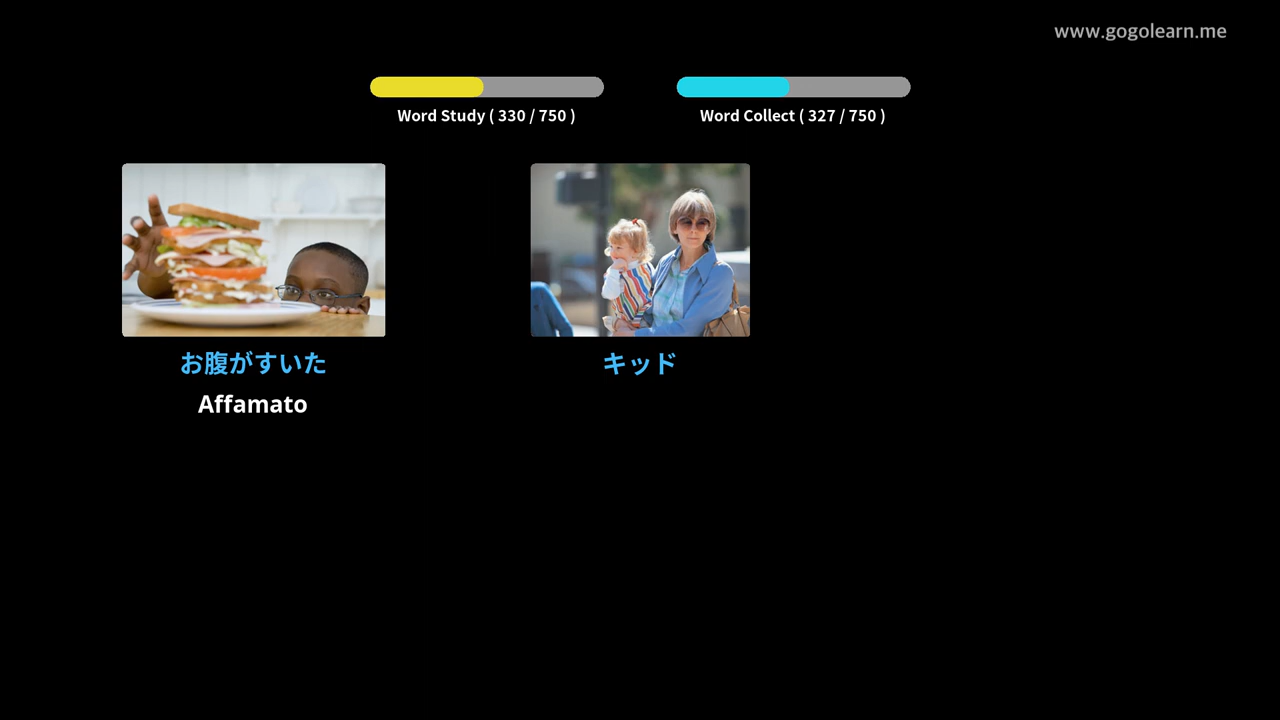 www.gogolearn.me
Word Study ( 330 / 750 )
Word Collect ( 327 / 750 )
お腹がすいた
キッド
Affamato